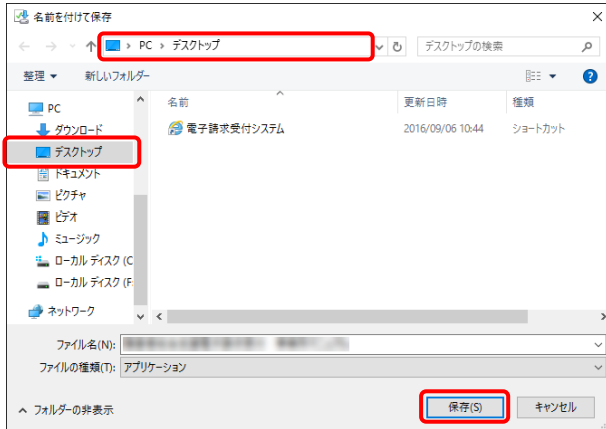 名前を付けて保存
PC › デスクトップ
デスクトップの検索
整理
新しいフォルダー
名前
更新日時
種類
PC
ダウンロード
デスクトップ
ドキュメント
ピクチャ
ビデオ
ミュージック
ローカル ディスク (C
ローカル ディスク (F
ネットワーク
電子請求受付システム
2016/09/06 10:44
ショートカット
ファイル名(N):
ファイルの種類(T): アプリケーション
フォルダーの非表示
保存(S)
キャンセル